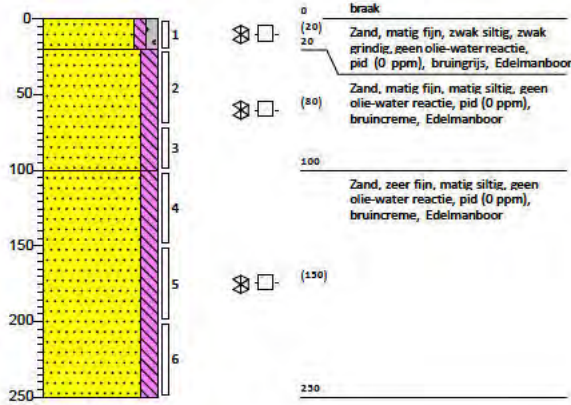 0 braak
(20) Zand, matig fijn, zwak siltig, zwak
20 grindig, geen olie-water reactie,
pid (0 ppm), bruingrijs, Edelmanboor
Zand, matig fijn, matig siltig, geen
(80) olie-water reactie, pid (0 ppm),
bruincreme, Edelmanboor
100
Zand, zeer fijn, matig siltig, geen
olie-water reactie, pid (0 ppm),
bruincreme, Edelmanboor
(150)
250
0
50
100
150
200
250
1
2
3
4
5
6